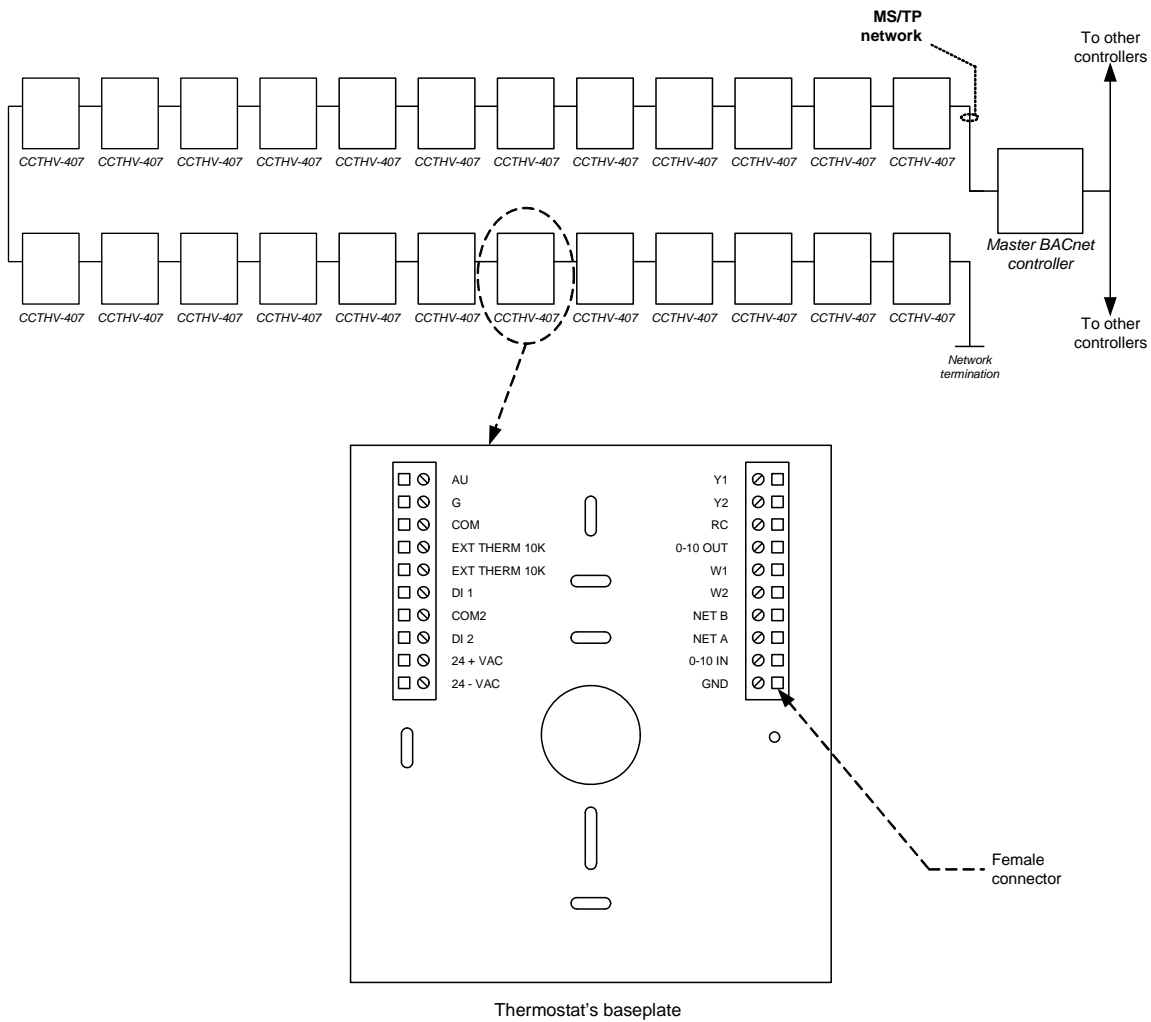 MS/TP
network
To other
controllers
CCTHV-407 CCTHV-407 CCTHV-407 CCTHV-407 CCTHV-407 CCTHV-407 CCTHV-407 CCTHV-407 CCTHV-407 CCTHV-407 CCTHV-407 CCTHV-407
Master BACnet
controller
CCTHV-407 CCTHV-407 CCTHV-407 CCTHV-407 CCTHV-407 CCTHV-407 CCTHV-407 CCTHV-407 CCTHV-407 CCTHV-407 CCTHV-407 CCTHV-407
To other
controllers
Network
termination
AU
G
COM
EXT THERM 10K
EXT THERM 10K
DI 1
COM2
DI 2
24 + VAC
24 - VAC
Y1
Y2
RC
0-10 OUT
W1
W2
NET B
NET A
0-10 IN
GND
Female
connector
Thermostat's baseplate